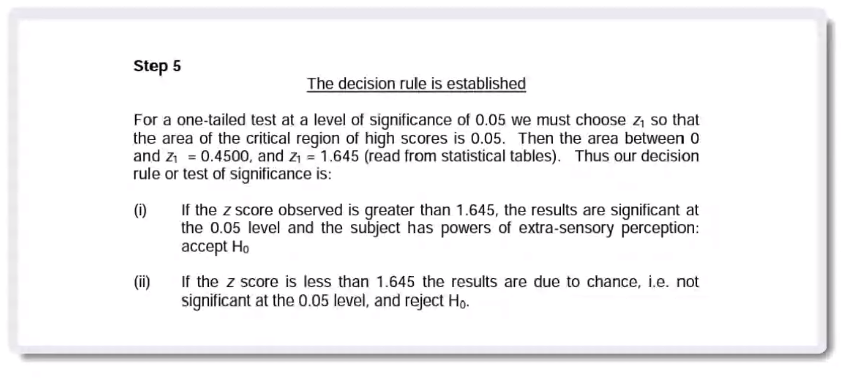 Step 5
The decision rule is established
For a one-tailed test at a level of significance of 0.05 we must choose z₁ so that
the area of the critical region of high scores is 0.05. Then the area between 0
and z₁ = 0.4500, and z₁ = 1.645 (read from statistical tables). Thus our decision
rule or test of significance is:
(i) If the z score observed is greater than 1.645, the results are significant at
the 0.05 level and the subject has powers of extra-sensory perception:
accept H₀
(ii) If the z score is less than 1.645 the results are due to chance, i.e. not
significant at the 0.05 level, and reject H₀.